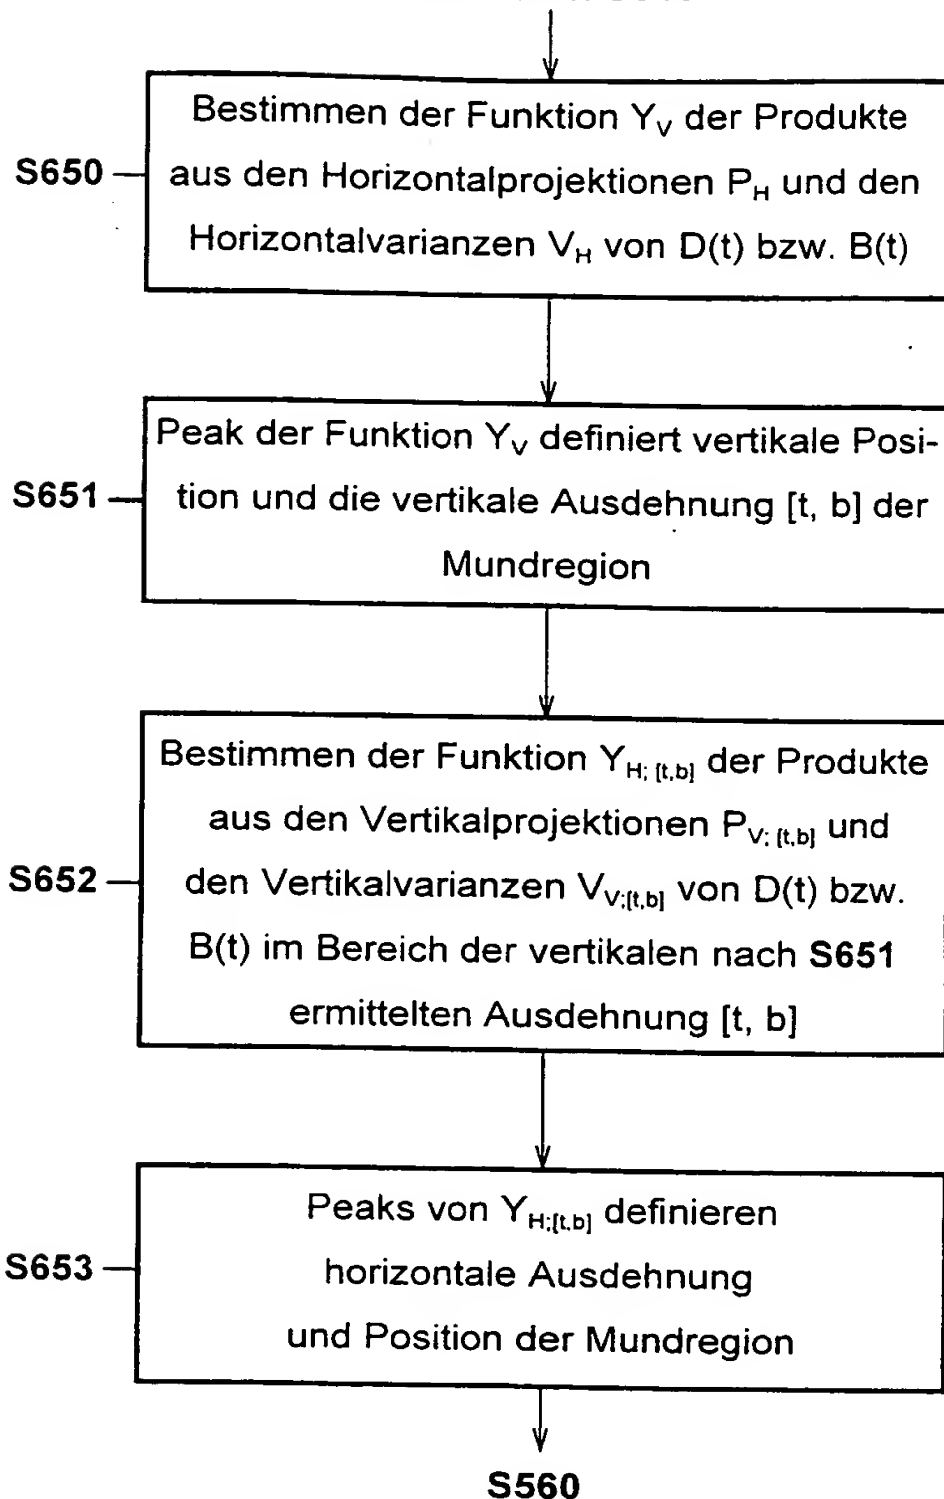 Bestimmen der Funktion Y_V der Produkte
S650
aus den Horizontalprojektionen P_H und den
Horizontalvarianzen V_H von D(t) bzw. B(t)
Peak der Funktion Y_V definiert vertikale Posi-
S651
tion und die vertikale Ausdehnung [t, b] der
Mundregion
Bestimmen der Funktion Y_H; [t,b] der Produkte
aus den Vertikalprojektionen P_V; [t,b] und
S652
den Vertikalvarianzen V_V;[t,b] von D(t) bzw.
B(t) im Bereich der vertikalen nach S651
ermittelten Ausdehnung [t, b]
Peaks von Y_H;[t,b] definieren
S653
horizontale Ausdehnung
und Position der Mundregion
S560